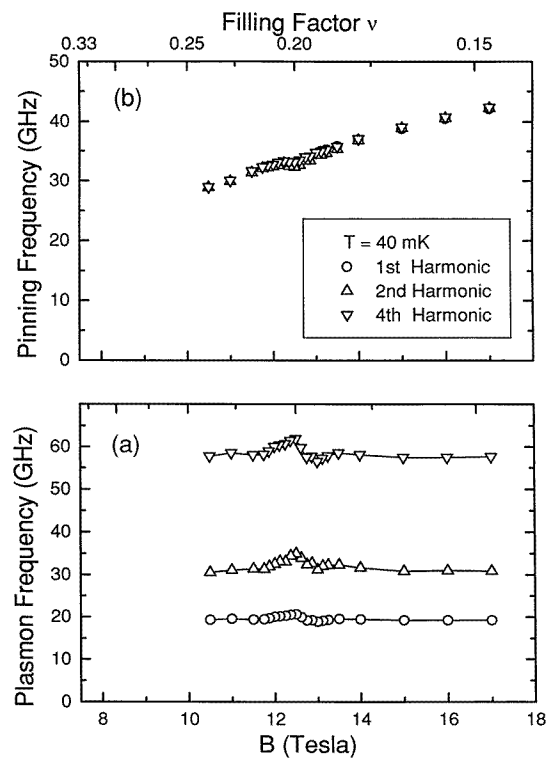 Filling Factor ν
0.33 0.25 0.20 0.15
(b)
Pinning Frequency (GHz)
50
40
30
20
10
0
T = 40 mK
1st Harmonic
2nd Harmonic
4th Harmonic
(a)
Plasmon Frequency (GHz)
60
50
40
30
20
10
0
8 10 12 14 16 18
B (Tesla)